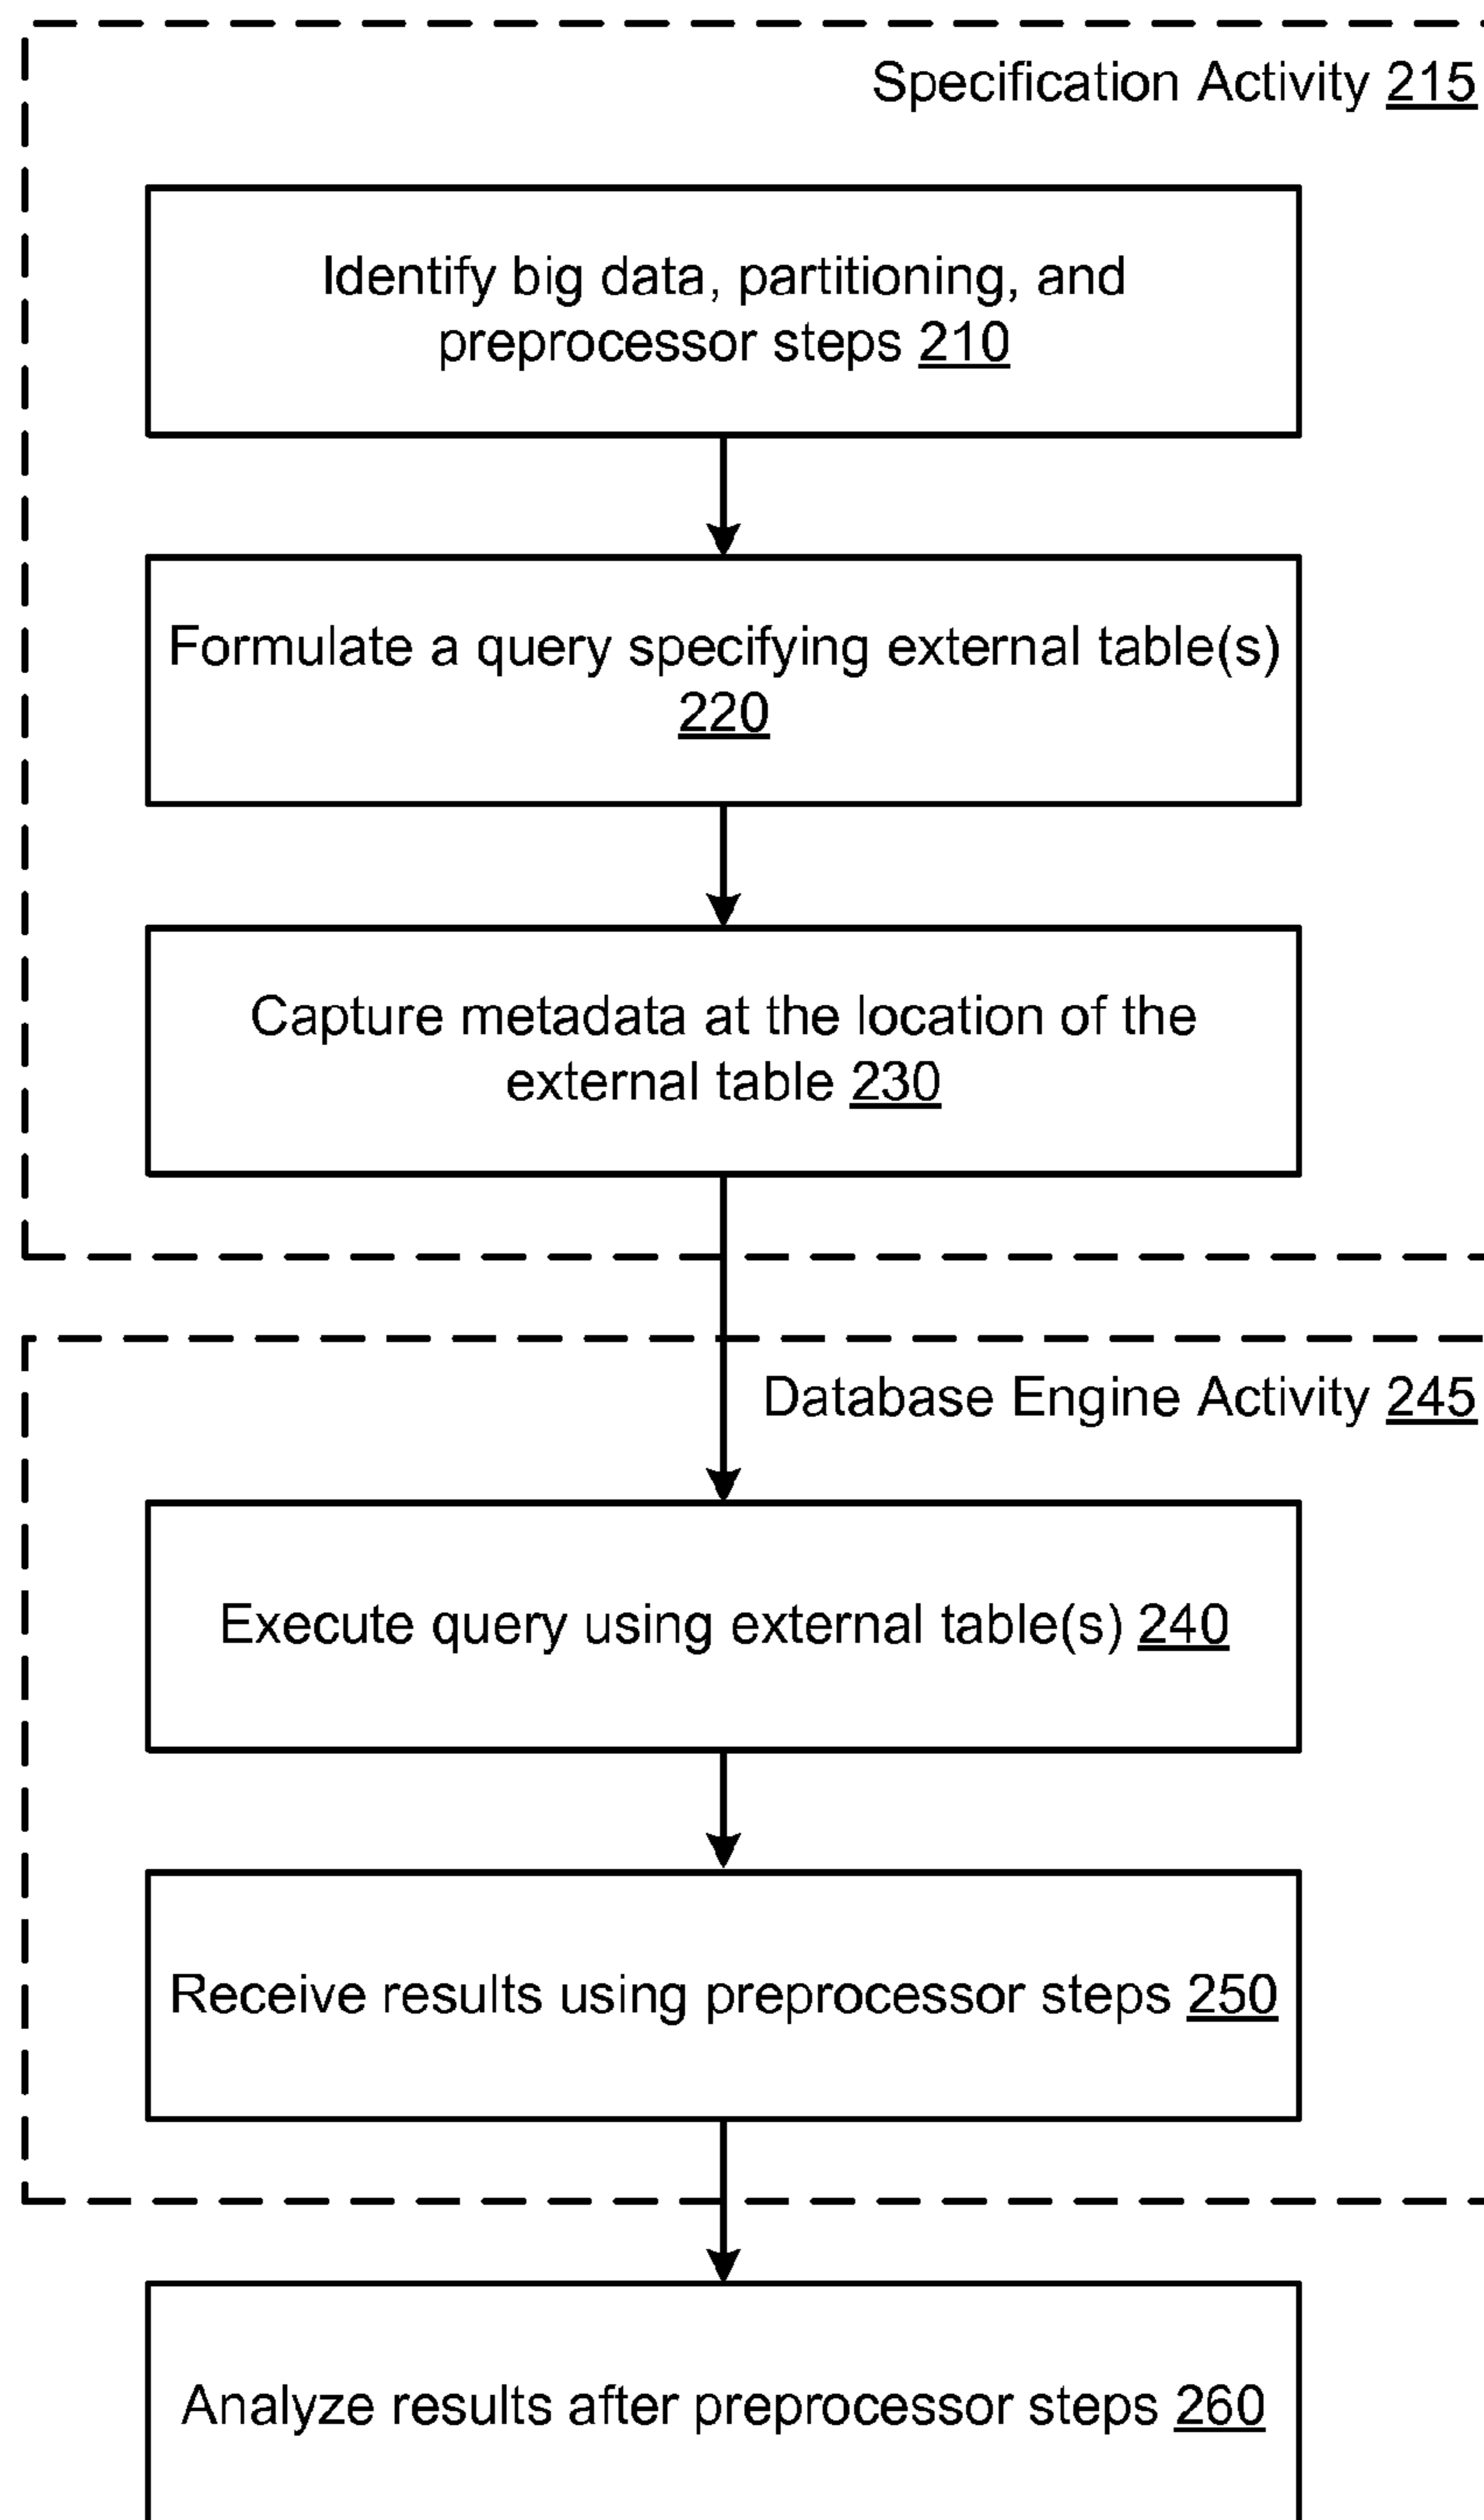 Specification Activity 215
Identify big data, partitioning, and
preprocessor steps 210
Formulate a query specifying external table(s)
220
Capture metadata at the location of the
external table 230
Database Engine Activity 245
Execute query using external table(s) 240
Receive results using preprocessor steps 250
Analyze results after preprocessor steps 260